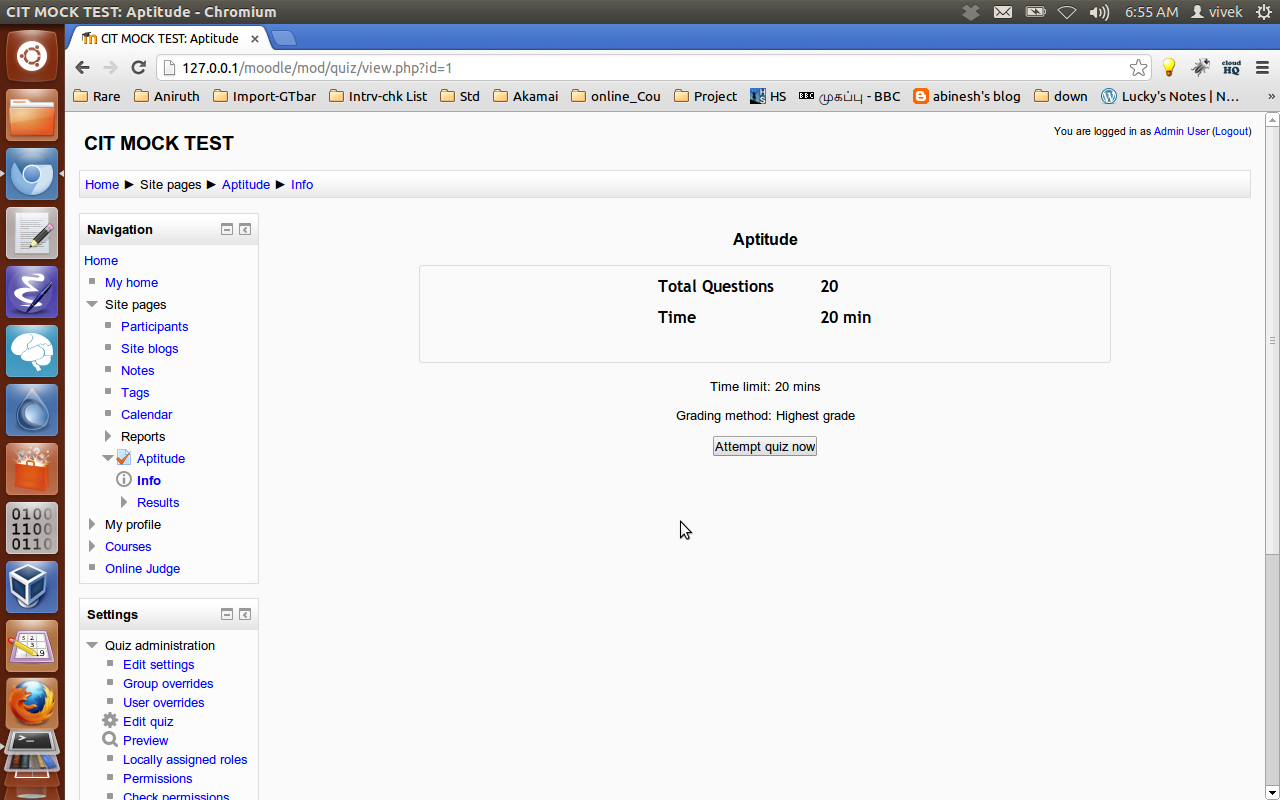 CIT MOCK TEST: Aptitude - Chromium
6:55 AM vivek
CIT MOCK TEST: Aptitude
127.0.0.1/moodle/mod/quiz/view.php?id=1
cloud HQ
Rare Aniruth Import-GTbar Intrv-chk List Std Akamai online_Cou Project HS BBC முகப்பு - BBC abinesh's blog down Lucky's Notes | N... »
CIT MOCK TEST
You are logged in as Admin User (Logout)
Home ► Site pages ► Aptitude ► Info
Navigation
Home
My home
Site pages
Participants
Site blogs
Notes
Tags
Calendar
Reports
Aptitude
Info
Results
My profile
Courses
Online Judge
Settings
Quiz administration
Edit settings
Group overrides
User overrides
Edit quiz
Preview
Locally assigned roles
Permissions
Check permissions
Aptitude
Total Questions 20
Time 20 min
Time limit: 20 mins
Grading method: Highest grade
Attempt quiz now
0100
1100
0110